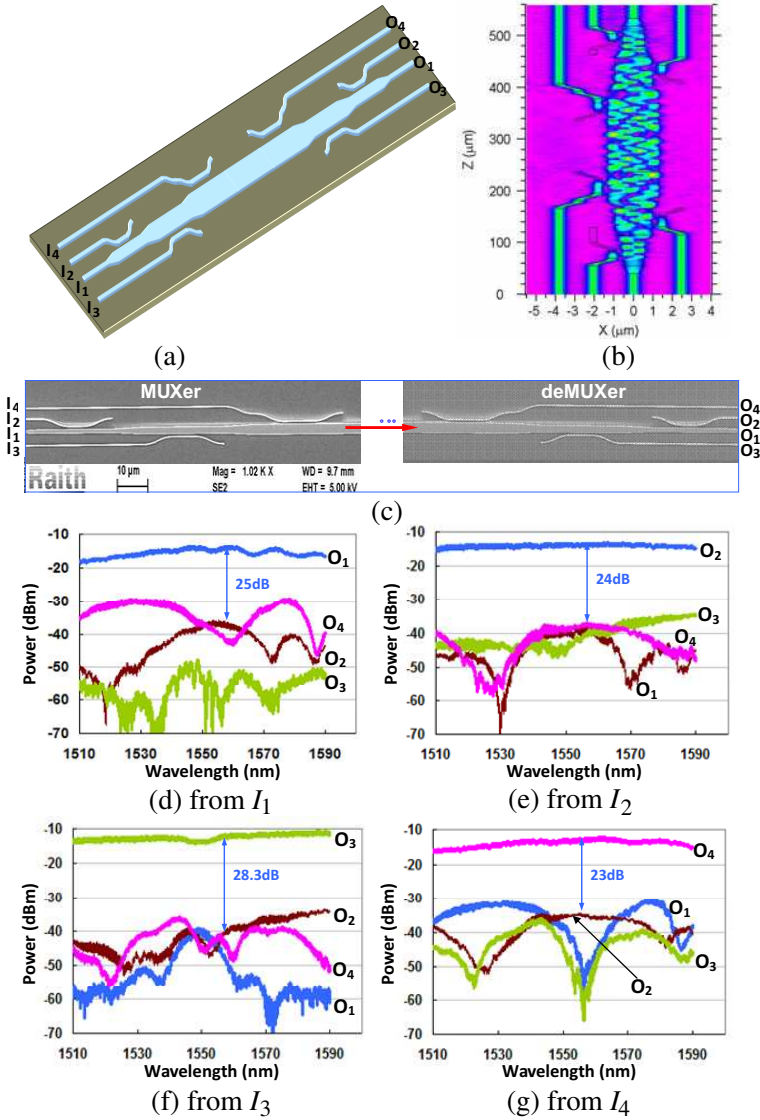 O4
O2
O1
O3
I4
I2
I1
I3
(a)
500
400
300
200
100
0
Z (μm)
-5 -4 -3 -2 -1 0 1 2 3 4
X (μm)
(b)
MUXer
deMUXer
I4
I2
I1
I3
O4
O2
O1
O3
Raith
10 μm
Mag = 1.02 K X
WD = 9.7 mm
SE2
EHT = 5.00 kV
(c)
-10
-20
-30
-40
-50
-60
-70
Power (dBm)
25dB
O1
O4
O2
O3
1510 1530 1550 1570 1590
Wavelength (nm)
(d) from I1
-10
-20
-30
-40
-50
-60
-70
Power (dBm)
24dB
O2
O3
O4
O1
1510 1530 1550 1570 1590
Wavelength (nm)
(e) from I2
-10
-20
-30
-40
-50
-60
-70
Power (dBm)
28.3dB
O3
O2
O4
O1
1510 1530 1550 1570 1590
Wavelength (nm)
(f) from I3
-10
-20
-30
-40
-50
-60
-70
Power (dBm)
23dB
O4
O1
O3
O2
1510 1530 1550 1570 1590
Wavelength (nm)
(g) from I4